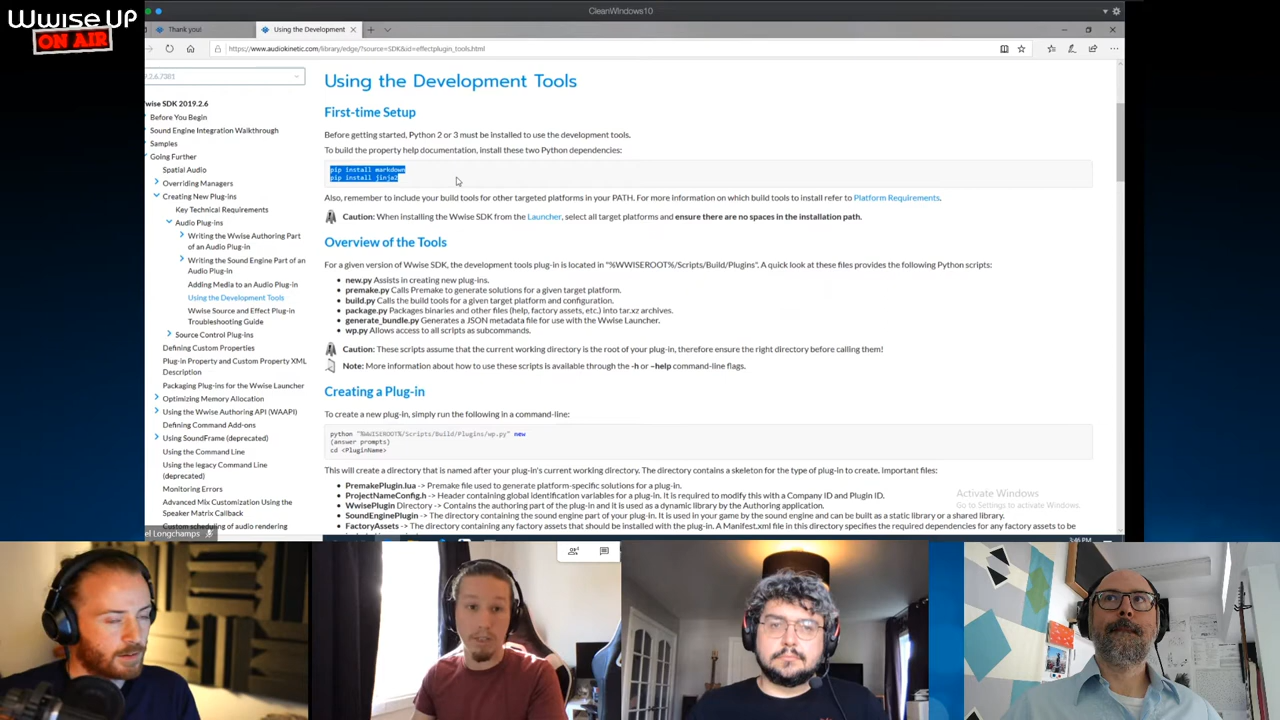 Wwise UP
ON AIR
CleanWindows10
Thank you!
Using the Development
https://www.audiokinetic.com/library/edge/?source=SDK&id=effectplugin_tools.html
2.6.7381
wise SDK 2019.2.6
Before You Begin
Sound Engine Integration Walkthrough
Samples
Going Further
Spatial Audio
Overriding Managers
Creating New Plug-ins
Key Technical Requirements
Audio Plug-ins
Writing the Wwise Authoring Part
of an Audio Plug-in
Writing the Sound Engine Part of an
Audio Plug-in
Adding Media to an Audio Plug-in
Using the Development Tools
Wwise Source and Effect Plug-in
Troubleshooting Guide
Source Control Plug-ins
Defining Custom Properties
Plug-in Property and Custom Property XML
Description
Packaging Plug-ins for the Wwise Launcher
Optimizing Memory Allocation
Using the Wwise Authoring API (WAAPI)
Defining Command Add-ons
Using SoundFrame (deprecated)
Using the Command Line
Using the legacy Command Line
(deprecated)
Monitoring Errors
Advanced Mix Customization Using the
Speaker Matrix Callback
Custom scheduling of audio rendering
Using the Development Tools
First-time Setup
Before getting started, Python 2 or 3 must be installed to use the development tools.
To build the property help documentation, install these two Python dependencies:
pip install markdown
pip install jinja2
Also, remember to include your build tools for other targeted platforms in your PATH. For more information on which build tools to install refer to Platform Requirements.
Caution: When installing the Wwise SDK from the Launcher, select all target platforms and ensure there are no spaces in the installation path.
Overview of the Tools
For a given version of Wwise SDK, the development tools plug-in is located in "%WWISEROOT%/Scripts/Build/Plugins". A quick look at these files provides the following Python scripts:
new.py Assists in creating new plug-ins.
premake.py Calls Premake to generate solutions for a given target platform.
build.py Calls the build tools for a given target platform and configuration.
package.py Packages binaries and other files (help, factory assets, etc.) into tar.xz archives.
generate_bundle.py Generates a JSON metadata file for use with the Wwise Launcher.
wp.py Allows access to all scripts as subcommands.
Caution: These scripts assume that the current working directory is the root of your plug-in, therefore ensure the right directory before calling them!
Note: More information about how to use these scripts is available through the -h or --help command-line flags.
Creating a Plug-in
To create a new plug-in, simply run the following in a command-line:
python "%WWISEROOT%/Scripts/Build/Plugins/wp.py" new
(answer prompts)
cd <PluginName>
This will create a directory that is named after your plug-in's current working directory. The directory contains a skeleton for the type of plug-in to create. Important files:
PremakePlugin.lua -> Premake file used to generate platform-specific solutions for a plug-in.
ProjectNameConfig.h -> Header containing global identification variables for a plug-in. It is required to modify this with a Company ID and Plugin ID.
WwisePlugin Directory -> Contains the authoring part of the plug-in and it is used as a dynamic library by the Authoring application.
SoundEnginePlugin -> The directory containing the sound engine part of your plug-in. It is used in your game by the sound engine and can be built as a static library or a shared library.
FactoryAssets -> The directory containing any factory assets that should be installed with the plug-in. A Manifest.xml file in this directory specifies the required dependencies for any factory assets to be
Activate Windows
Go to Settings to activate Windows.
el Longchamps
3:46 PM